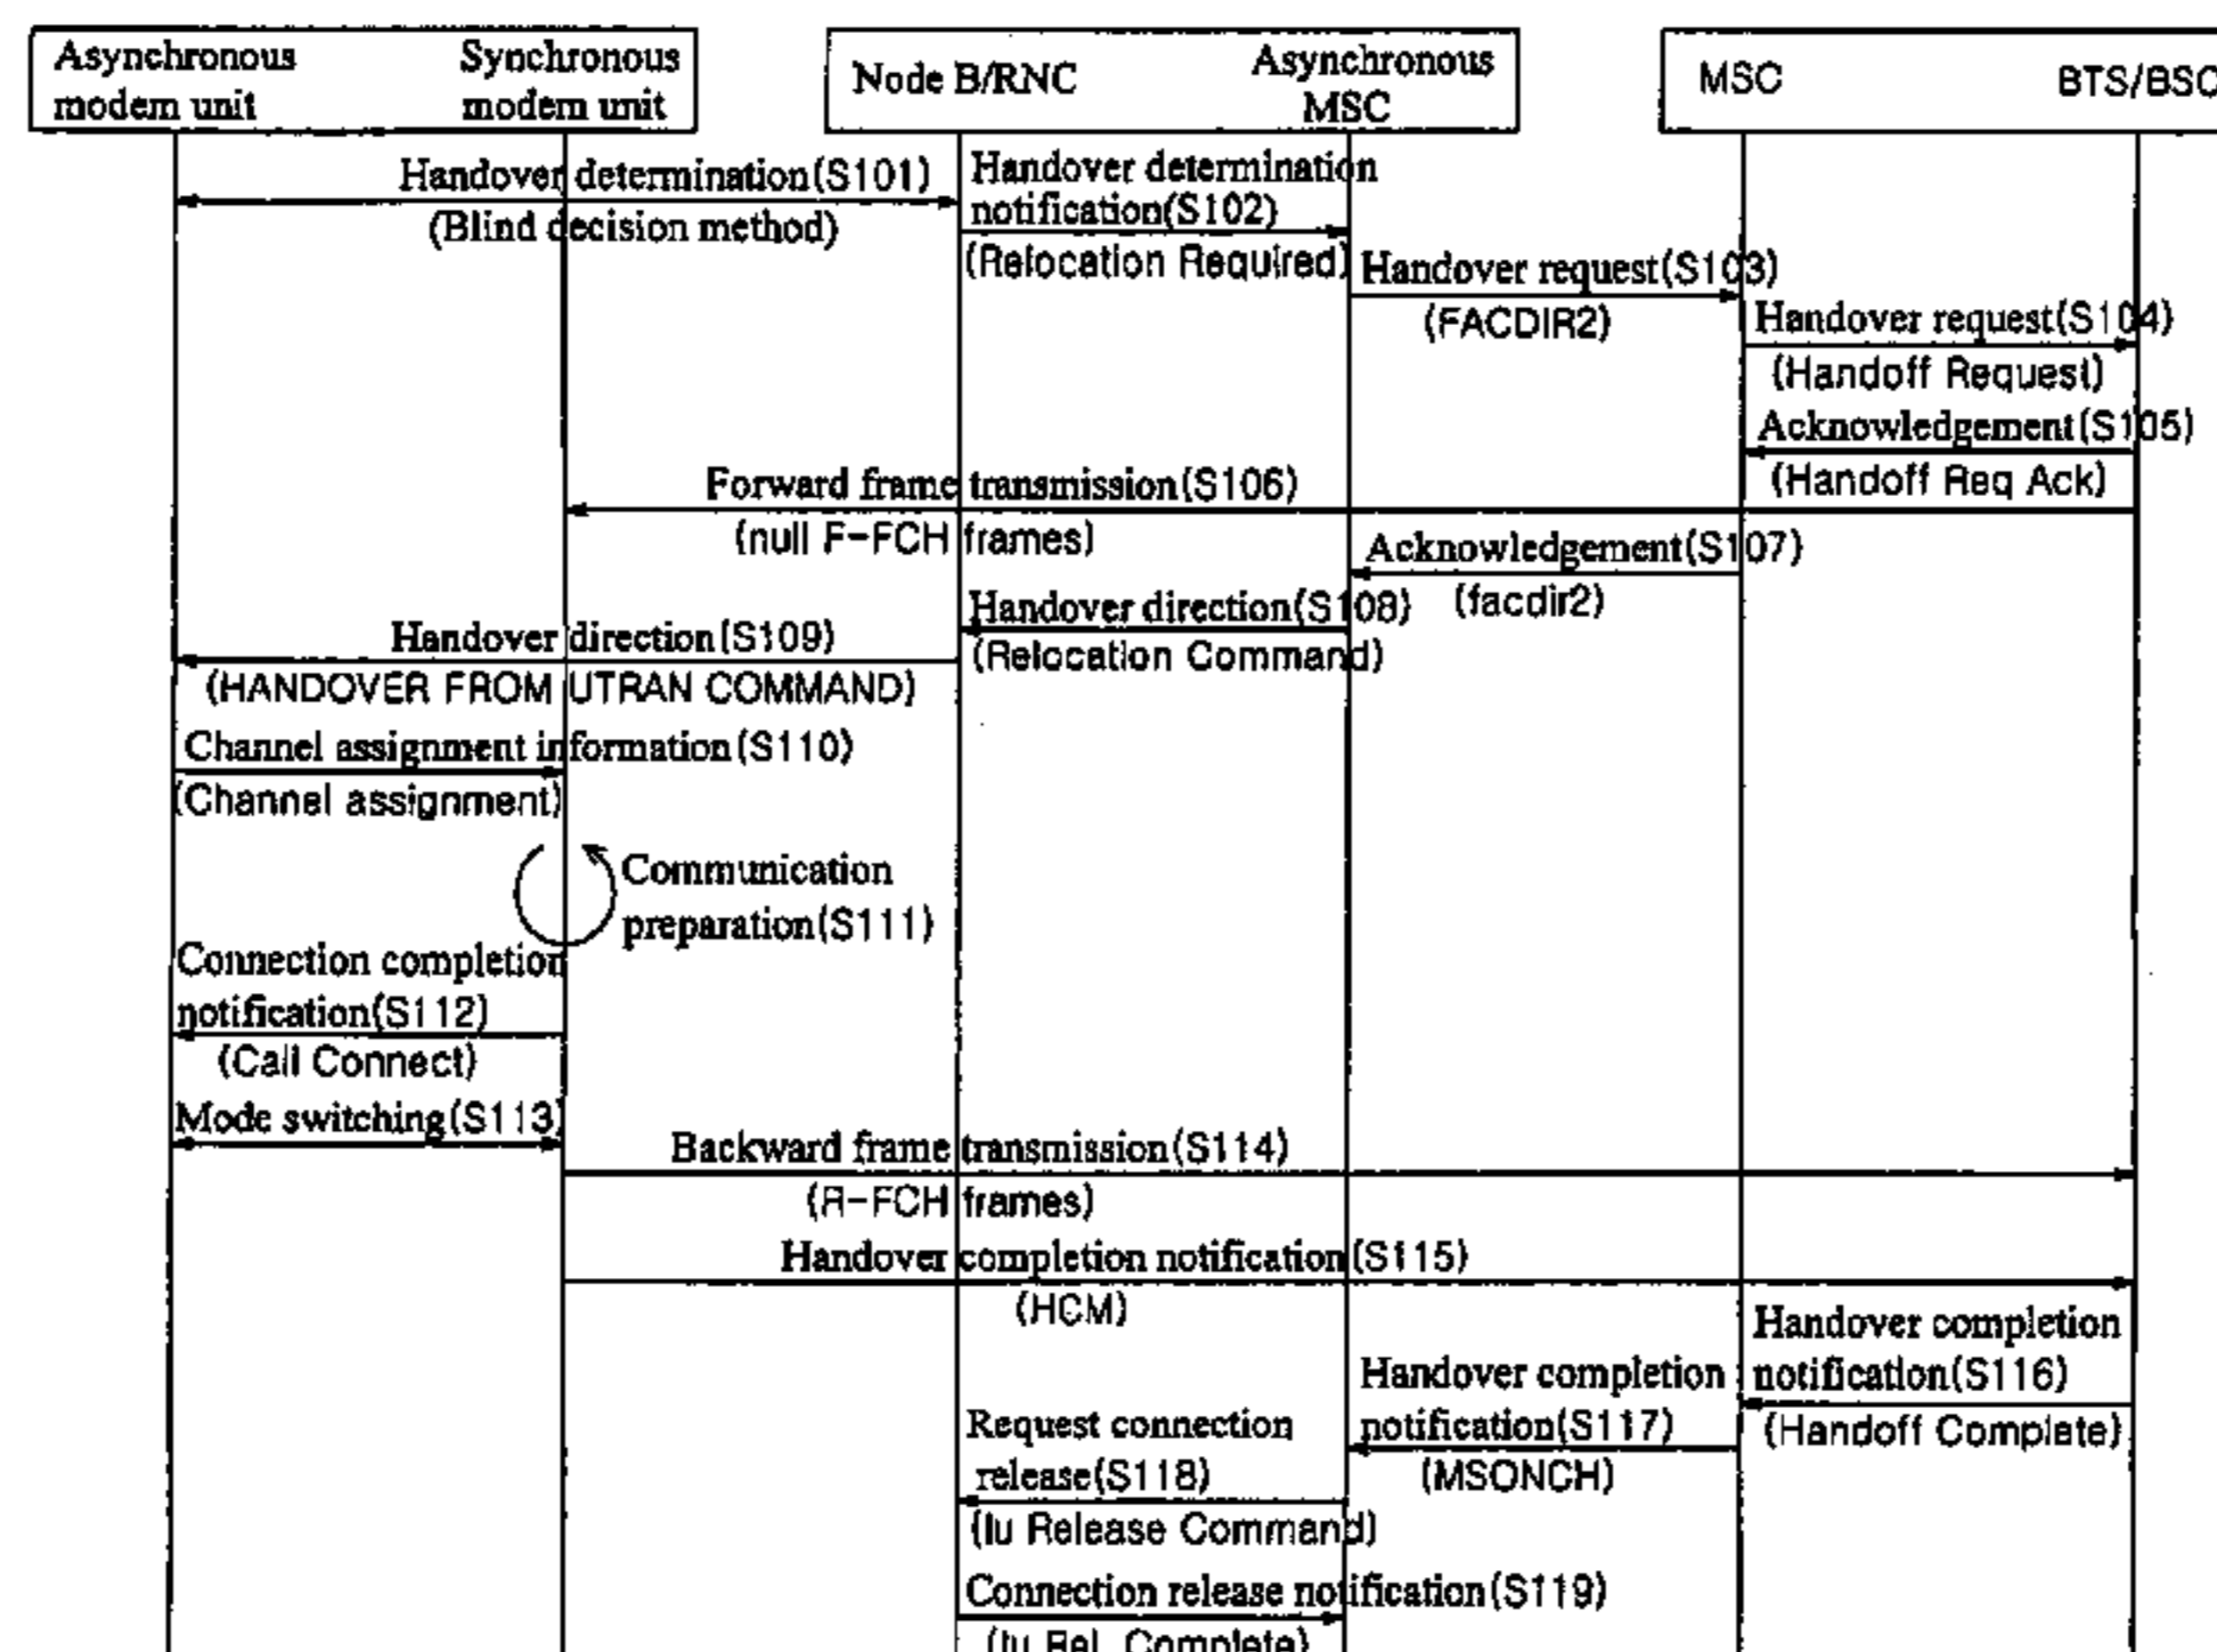 Asynchronous
modem unit
Synchronous
modem unit
Node B/RNC
Asynchronous
MSC
MSC
BTS/BSC
Handover determination(S101)
(Blind decision method)
Handover determination
notification(S102)
(Relocation Required)
Handover request(S103)
(FACDIR2)
Handover request(S104)
(Handoff Request)
Acknowledgement(S105)
(Handoff Req Ack)
Forward frame transmission(S106)
(null F-FCH frames)
Acknowledgement(S107)
(facdir2)
Handover direction(S108)
(Relocation Command)
Handover direction(S109)
(HANDOVER FROM UTRAN COMMAND)
Channel assignment information(S110)
(Channel assignment)
Communication
preparation(S111)
Connection completion
notification(S112)
(Call Connect)
Mode switching(S113)
Backward frame transmission(S114)
(R-FCH frames)
Handover completion notification(S115)
(HCM)
Handover completion
notification(S116)
(Handoff Complete)
Handover completion
notification(S117)
(MSONCH)
Request connection
release(S118)
(Iu Release Command)
Connection release notification(S119)
(Iu Rel. Complete)